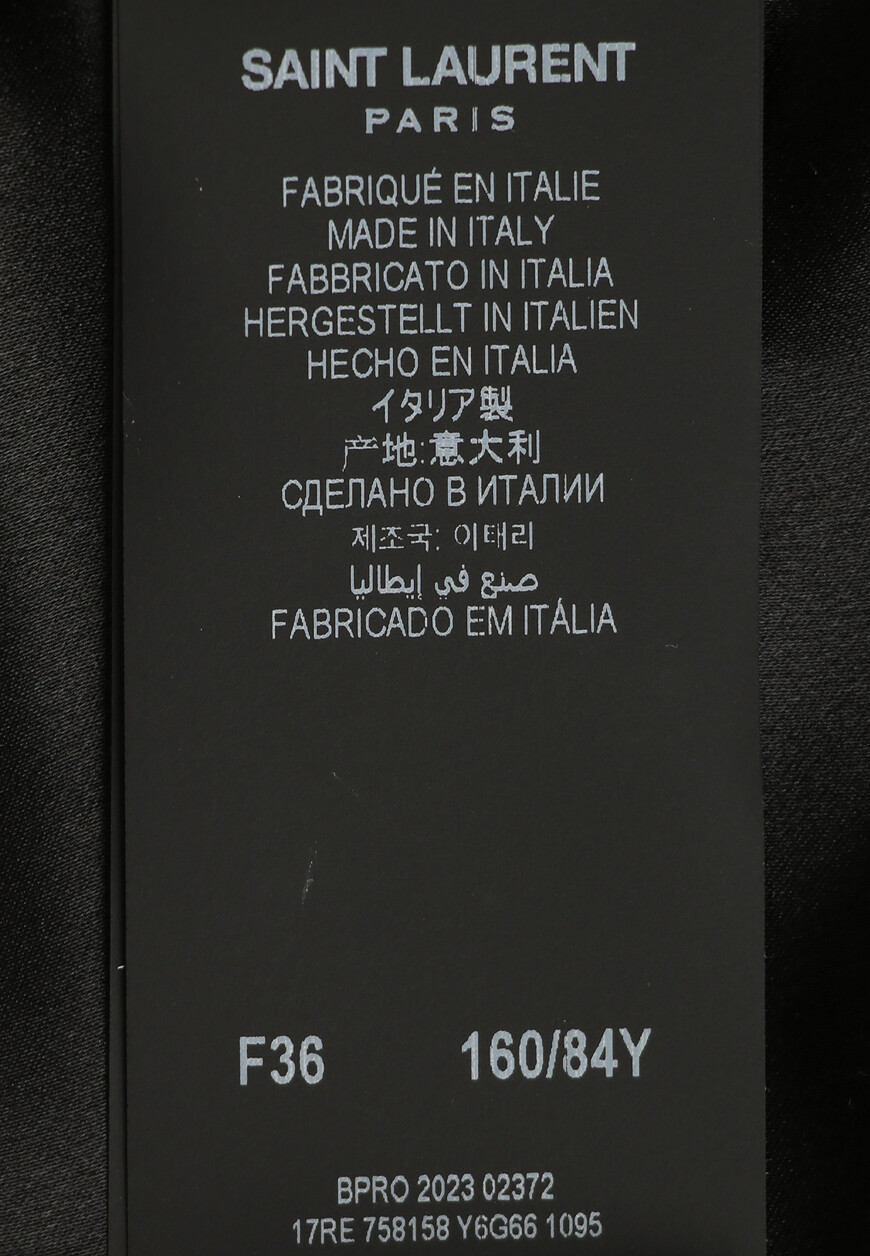 SAINT LAURENT
PARIS
FABRIQUÉ EN ITALIE
MADE IN ITALY
FABBRICATO IN ITALIA
HERGESTELLT IN ITALIEN
HECHO EN ITALIA
イタリア製
产地:意大利
СДЕЛАНО В ИТАЛИИ
제조국: 이태리
صنع في إيطاليا
FABRICADO EM ITÁLIA
F36 160/84Y
BPRO 2023 02372
17RE 758158 Y6G66 1095